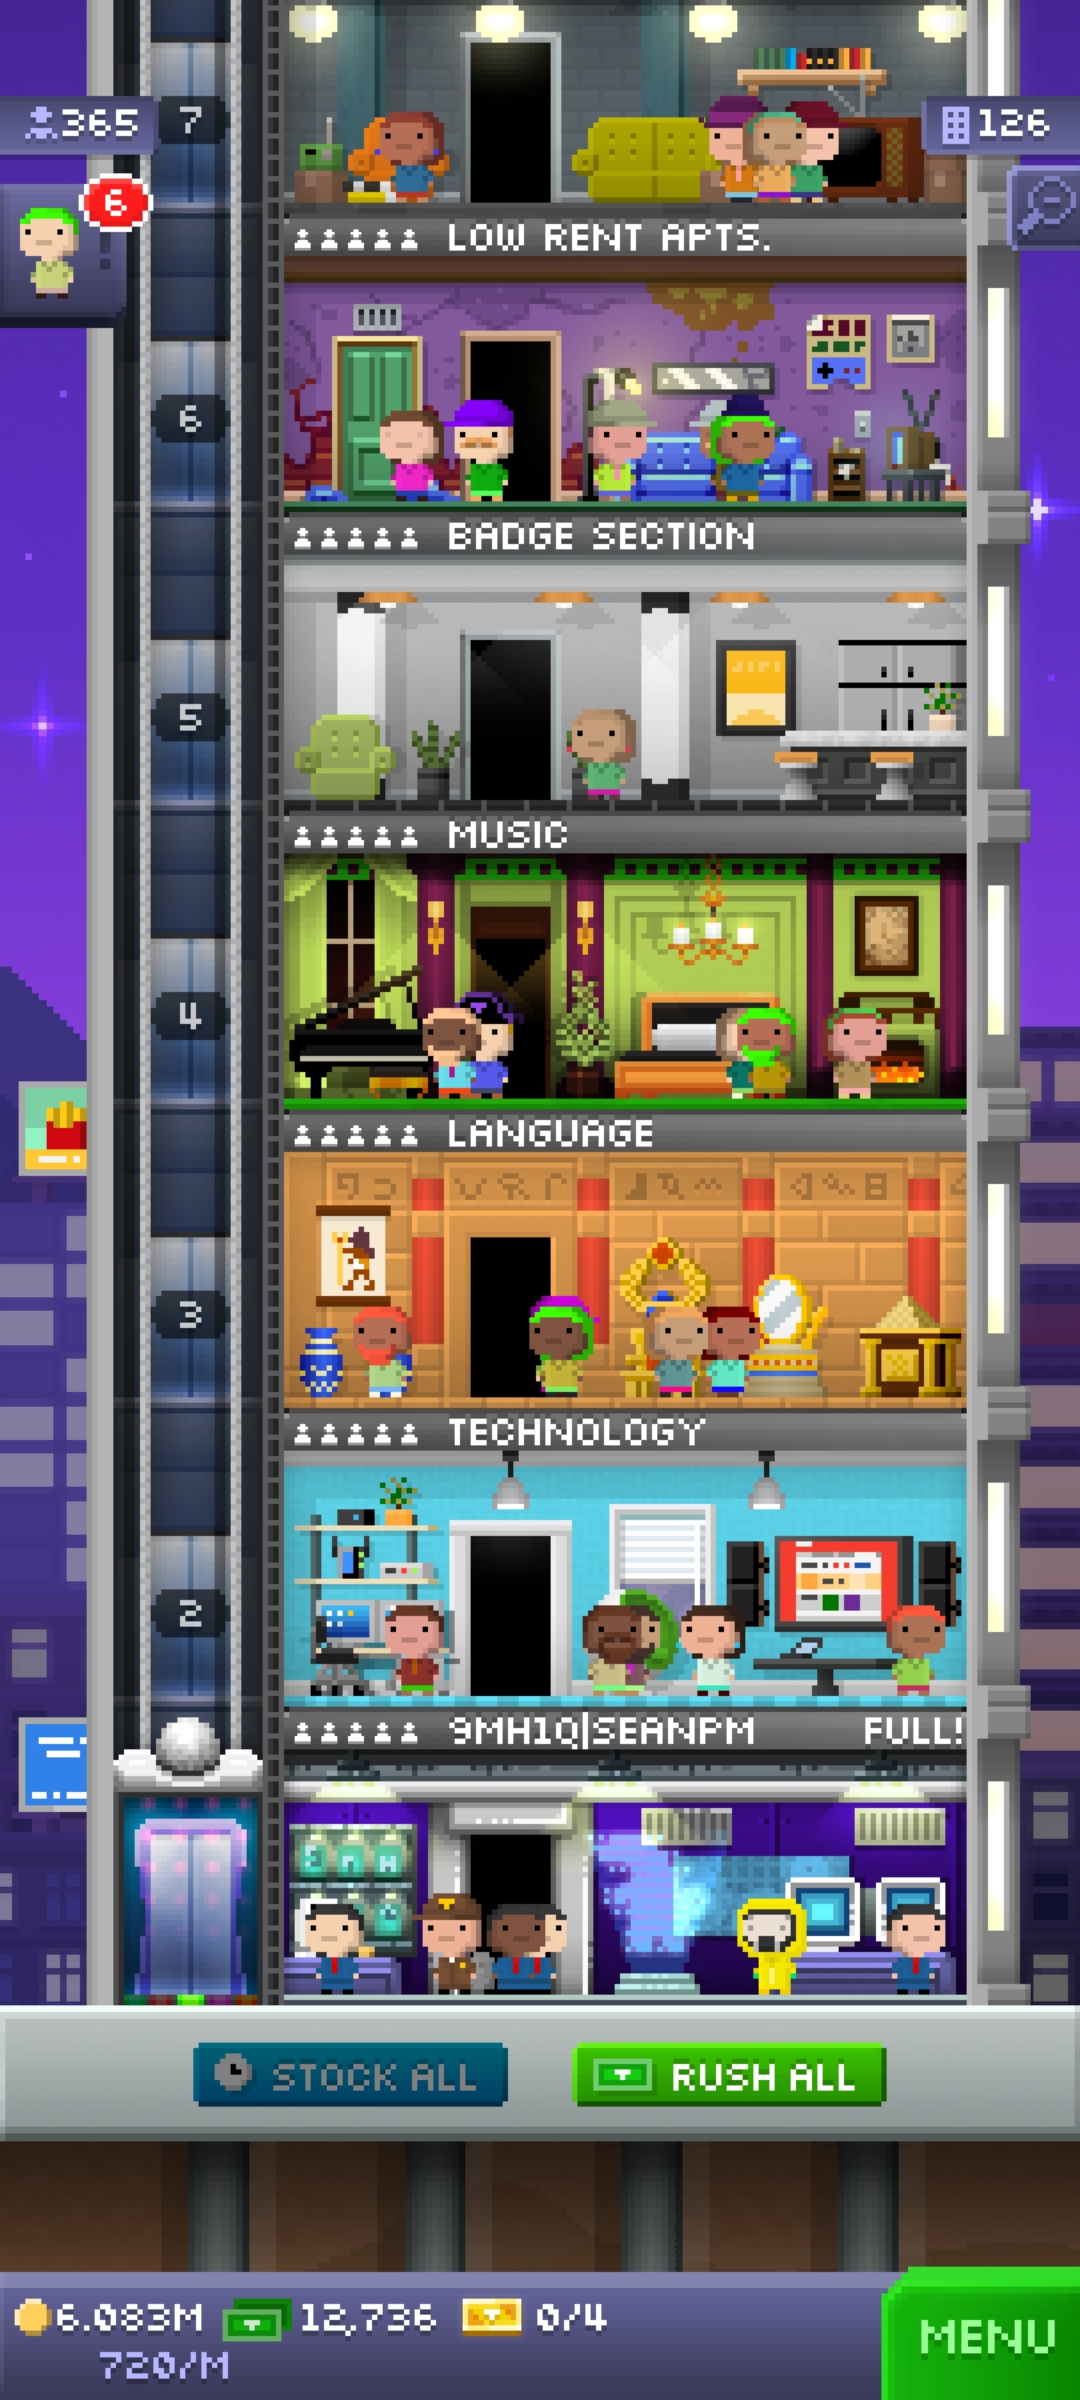 7
365
126
6
LOW RENT APTS.
6
BADGE SECTION
5
MUSIC
4
LANGUAGE
3
TECHNOLOGY
2
9MH1Q|SEANPM FULL!
STOCK ALL
RUSH ALL
6.083M 12,736 0/4
720/M
MENU